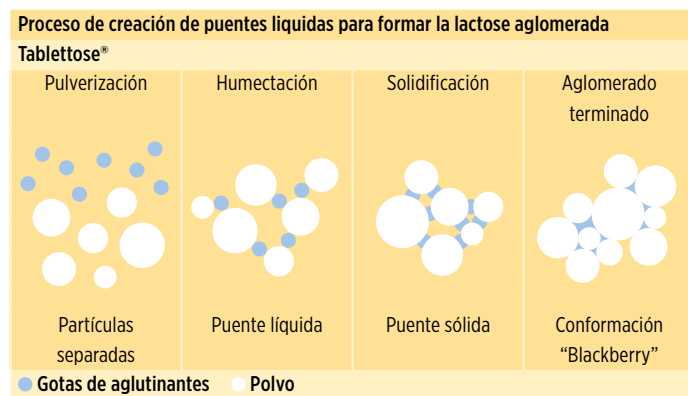 Proceso de creación de puentes liquidas para formar la lactose aglomerada
Tablettose®
Pulverización
Humectación
Solidificación
Aglomerado
terminado
Partículas
separadas
Puente líquida
Puente sólida
Conformación
“Blackberry”
Gotas de aglutinantes
Polvo